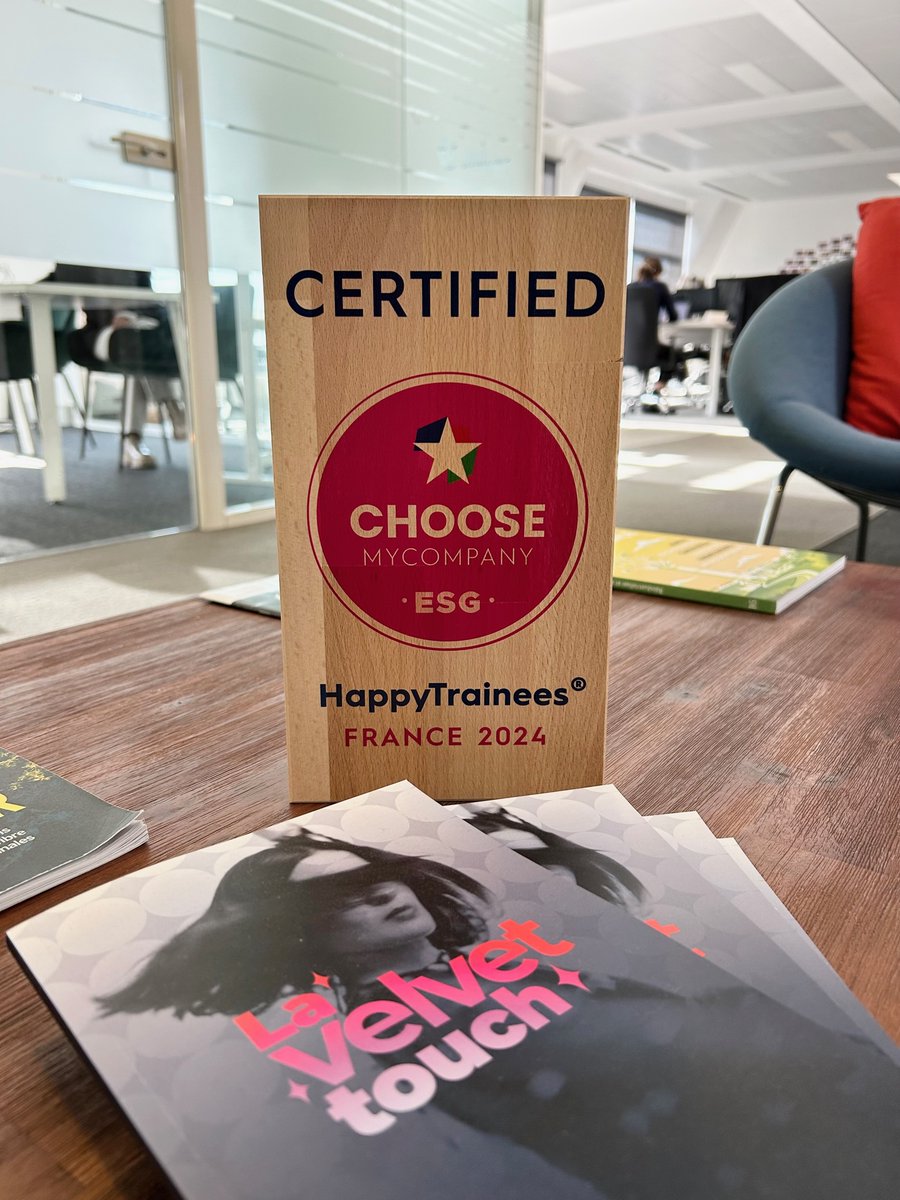 CERTIFIED
CHOOSE
MYCOMPANY
· ESG ·
HappyTrainees®
FRANCE 2024
La
velvet
touch